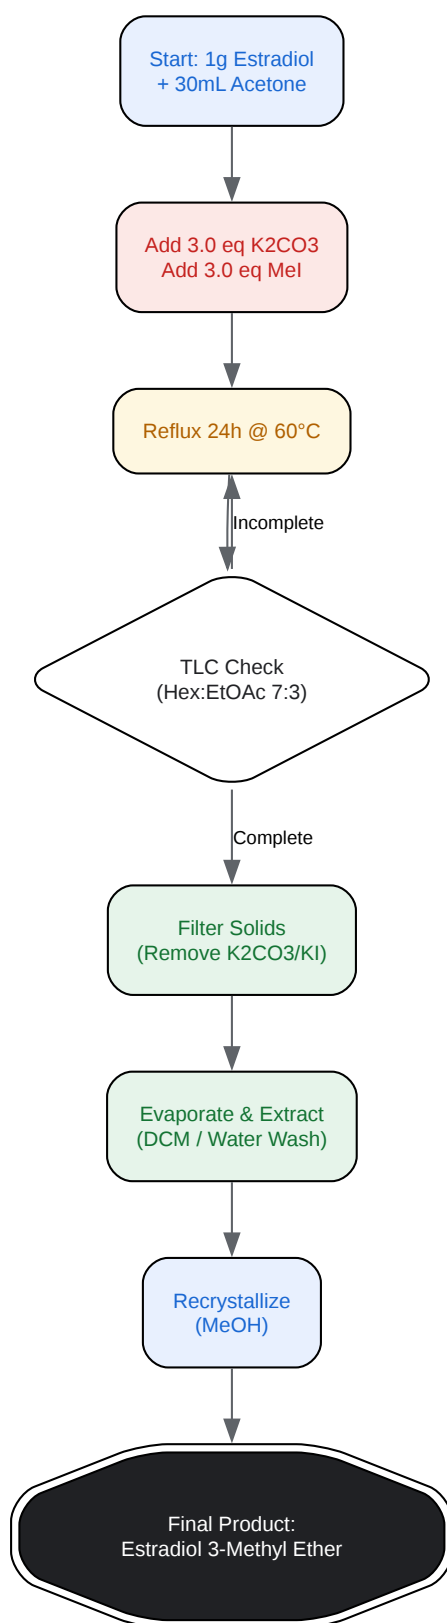 Start: 1g Estradiol
+ 30mL Acetone
Add 3.0 eq K2CO3
Add 3.0 eq MeI
Reflux 24h @ 60°C
Incomplete
TLC Check
(Hex:EtOAc 7:3)
Complete
Filter Solids
(Remove K2CO3/KI)
Evaporate & Extract
(DCM / Water Wash)
Recrystallize
(MeOH)
Final Product:
Estradiol 3-Methyl Ether